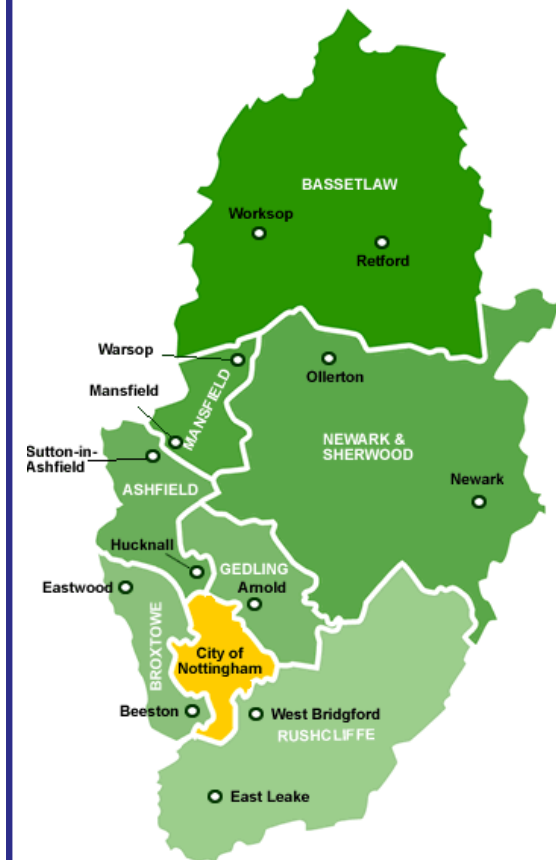 BASSETLAW
Worksop
Retford
Warsop
Ollerton
Mansfield
MANSFIELD
NEWARK &
SHERWOOD
Sutton-in-
Ashfield
Newark
ASHFIELD
Hucknall
GEDLING
Arnold
Eastwood
BROXTOWE
City of
Nottingham
Beeston
West Bridgford
RUSHCLIFFE
East Leake